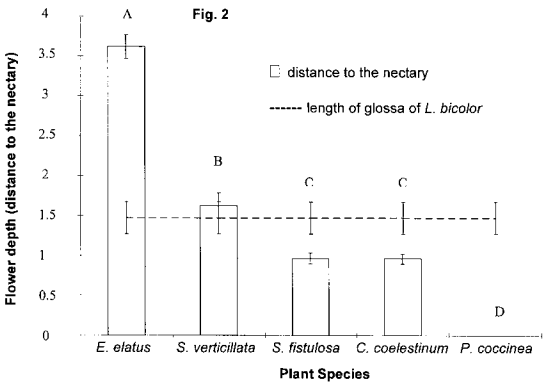 Fig. 2
4
3.5
3
2.5
2
1.5
1
0.5
0
Flower depth (distance to the nectary)
A
B
C
C
D
distance to the nectary
length of glossa of L. bicolor
E. elatus
S. verticillata
S. fistulosa
C. coelestinum
P. coccinea
Plant Species